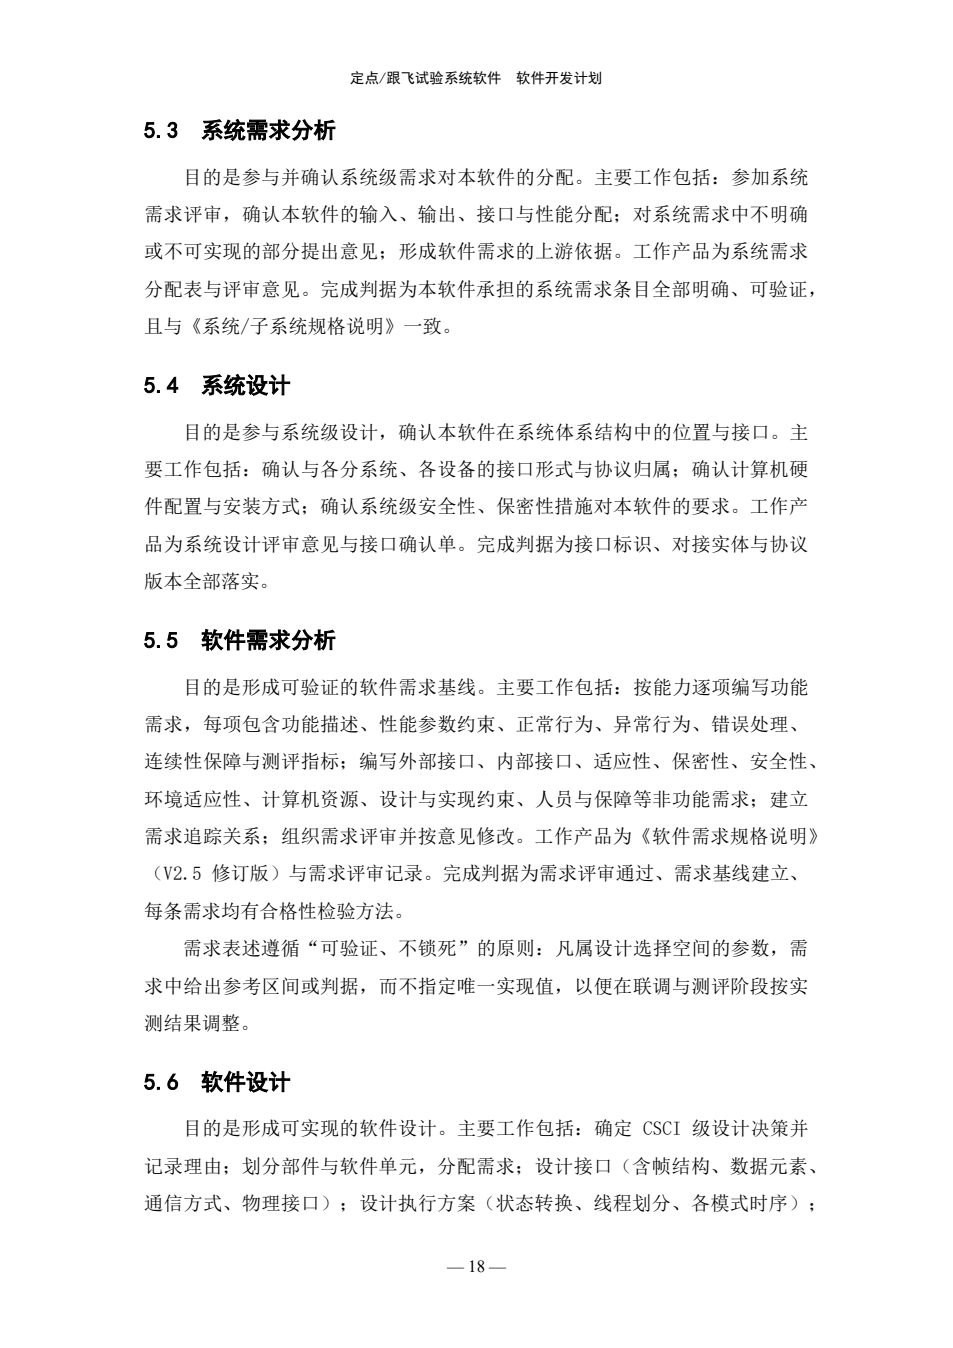 定点/跟飞试验系统软件　软件开发计划
5.3　系统需求分析
目的是参与并确认系统级需求对本软件的分配。主要工作包括：参加系统
需求评审，确认本软件的输入、输出、接口与性能分配；对系统需求中不明确
或不可实现的部分提出意见；形成软件需求的上游依据。工作产品为系统需求
分配表与评审意见。完成判据为本软件承担的系统需求条目全部明确、可验证，
且与《系统/子系统规格说明》一致。
5.4　系统设计
目的是参与系统级设计，确认本软件在系统体系结构中的位置与接口。主
要工作包括：确认与各分系统、各设备的接口形式与协议归属；确认计算机硬
件配置与安装方式；确认系统级安全性、保密性措施对本软件的要求。工作产
品为系统设计评审意见与接口确认单。完成判据为接口标识、对接实体与协议
版本全部落实。
5.5　软件需求分析
目的是形成可验证的软件需求基线。主要工作包括：按能力逐项编写功能
需求，每项包含功能描述、性能参数约束、正常行为、异常行为、错误处理、
连续性保障与测评指标；编写外部接口、内部接口、适应性、保密性、安全性、
环境适应性、计算机资源、设计与实现约束、人员与保障等非功能需求；建立
需求追踪关系；组织需求评审并按意见修改。工作产品为《软件需求规格说明》
（V2.5 修订版）与需求评审记录。完成判据为需求评审通过、需求基线建立、
每条需求均有合格性检验方法。
需求表述遵循“可验证、不锁死”的原则：凡属设计选择空间的参数，需
求中给出参考区间或判据，而不指定唯一实现值，以便在联调与测评阶段按实
测结果调整。
5.6　软件设计
目的是形成可实现的软件设计。主要工作包括：确定 CSCI 级设计决策并
记录理由；划分部件与软件单元，分配需求；设计接口（含帧结构、数据元素、
通信方式、物理接口）；设计执行方案（状态转换、线程划分、各模式时序）；
— 18 —